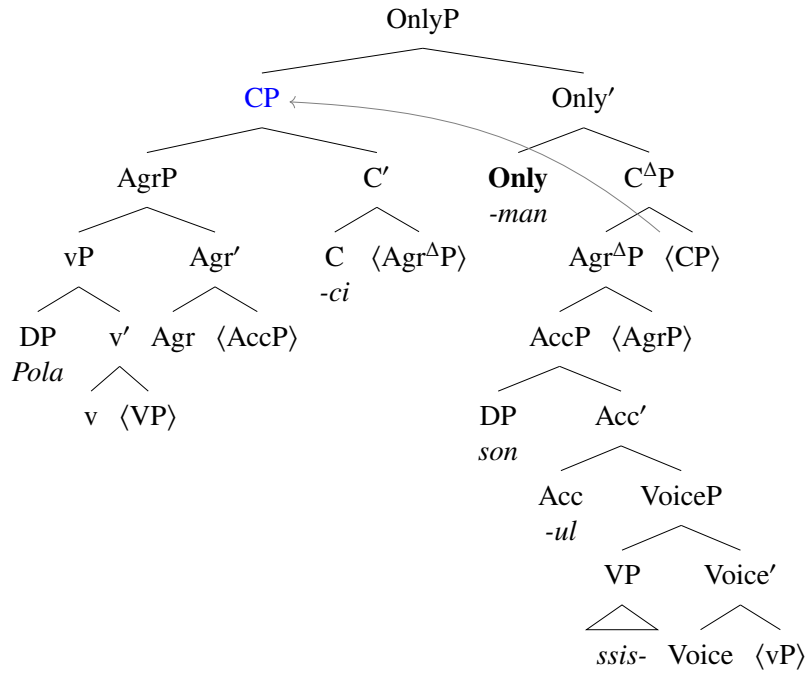 OnlyP
CP Only′
AgrP C′ Only C^ΔP
-man
vP Agr′ C ⟨Agr^ΔP⟩ Agr^ΔP ⟨CP⟩
-ci
DP v′ Agr ⟨AccP⟩ AccP ⟨AgrP⟩
Pola
v ⟨VP⟩ DP Acc′
son
Acc VoiceP
-ul
VP Voice′
ssis- Voice ⟨vP⟩